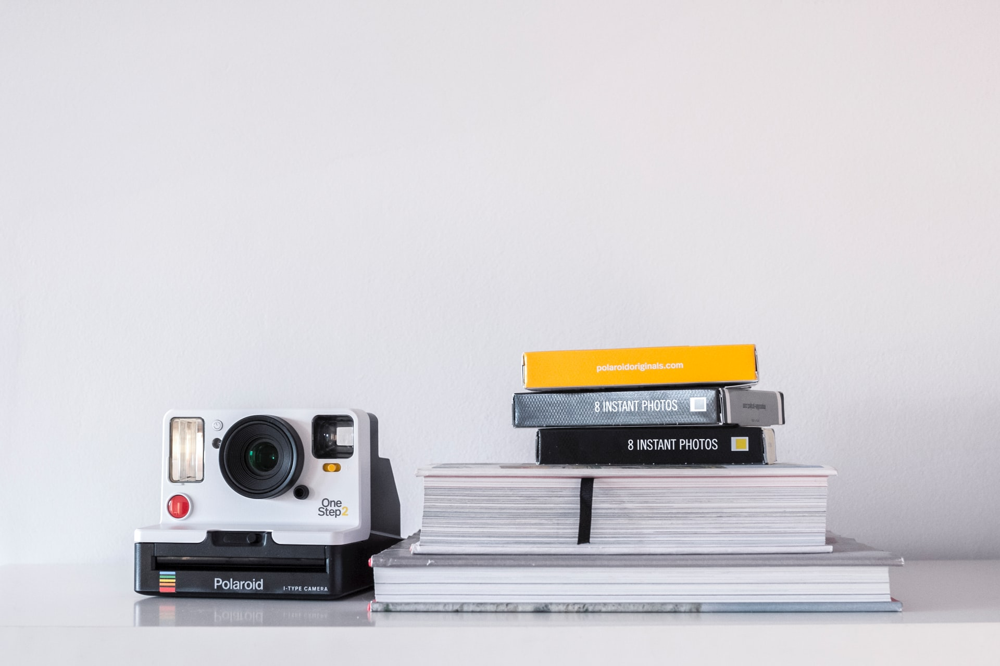 polaroidoriginals.com
8 INSTANT PHOTOS
8 INSTANT PHOTOS
One
Step2
Polaroid
I-TYPE CAMERA